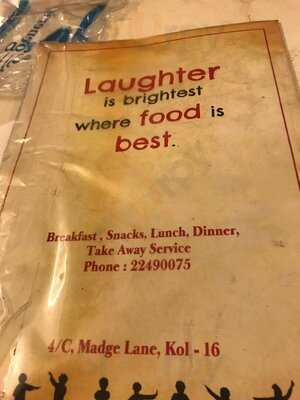 Laughter
is brightest
where food is
best.
Breakfast , Snacks, Lunch, Dinner,
Take Away Service
Phone : 22490075
4/C, Madge Lane, Kol - 16